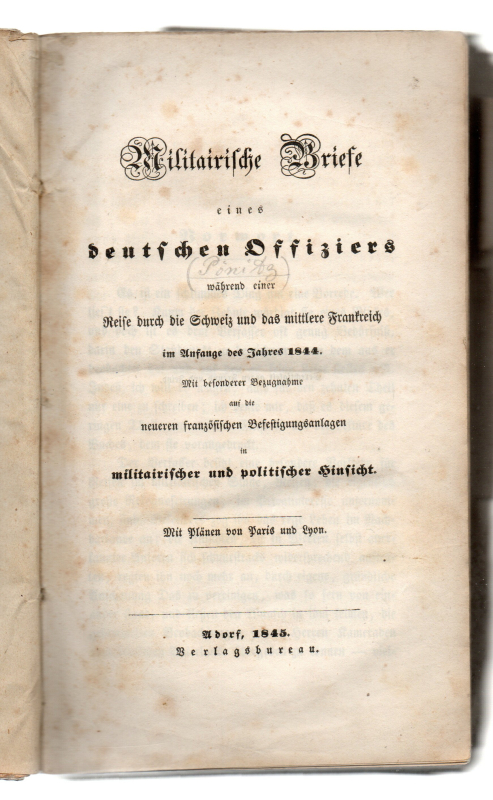 Militairische Briefe
eines
deutschen Offiziers
(Pönitz)
während einer
Reise durch die Schweiz und das mittlere Frankreich
im Anfange des Jahres 1844.
Mit besonderer Bezugnahme
auf die
neueren französischen Befestigungsanlagen
in
militairischer und politischer Hinsicht.
Mit Plänen von Paris und Lyon.
Adorf, 1845.
Verlagsbureau.